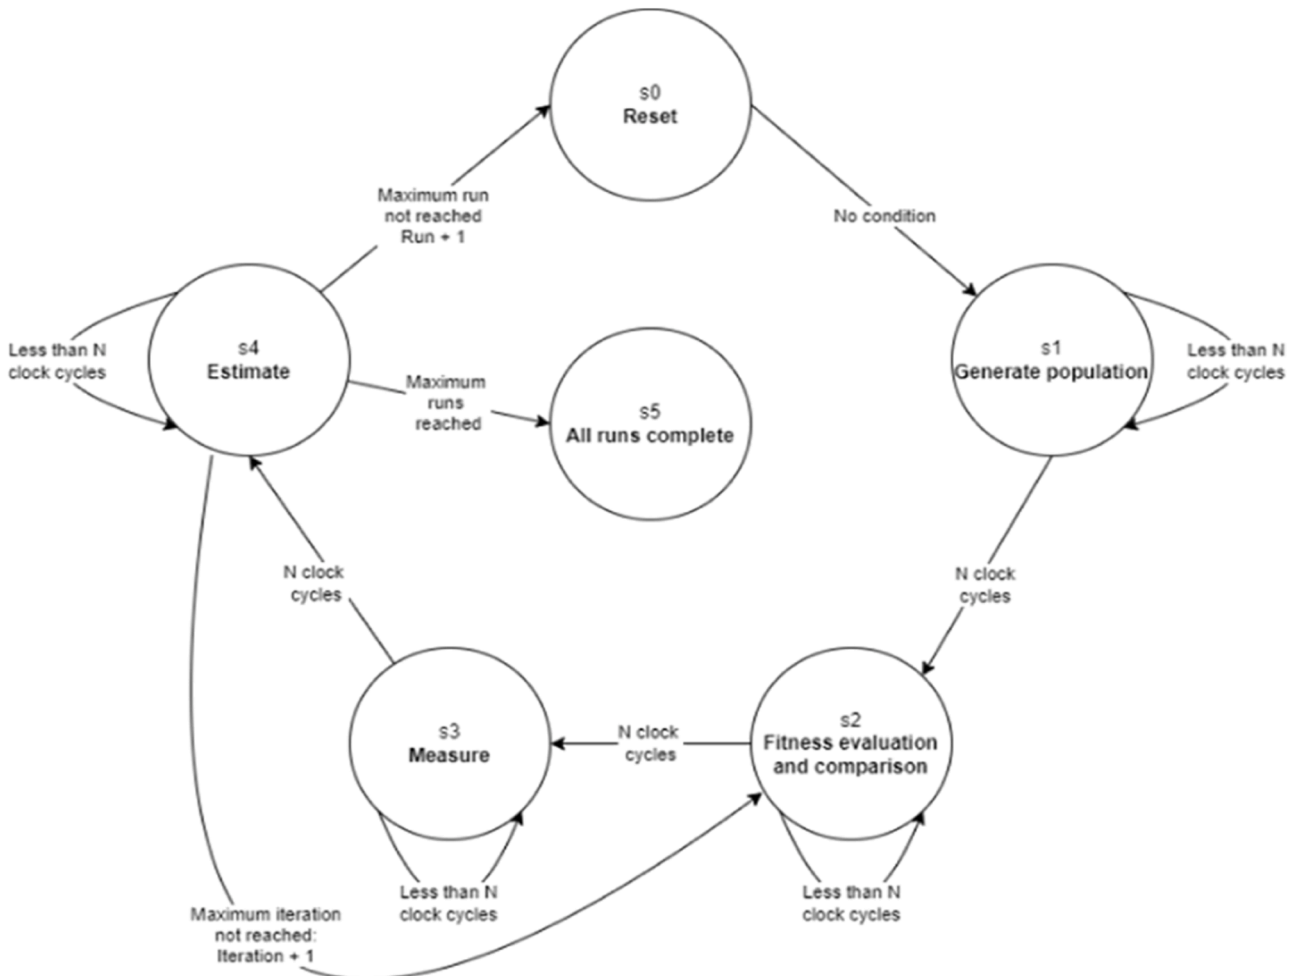 s0
Reset
Maximum run
not reached
Run + 1
No condition
s4
Estimate
Less than N
clock cycles
Maximum
runs
reached
s5
All runs complete
s1
Generate population
Less than N
clock cycles
N clock
cycles
N clock
cycles
s3
Measure
N clock
cycles
s2
Fitness evaluation
and comparison
Less than N
clock cycles
Less than N
clock cycles
Maximum iteration
not reached:
Iteration + 1